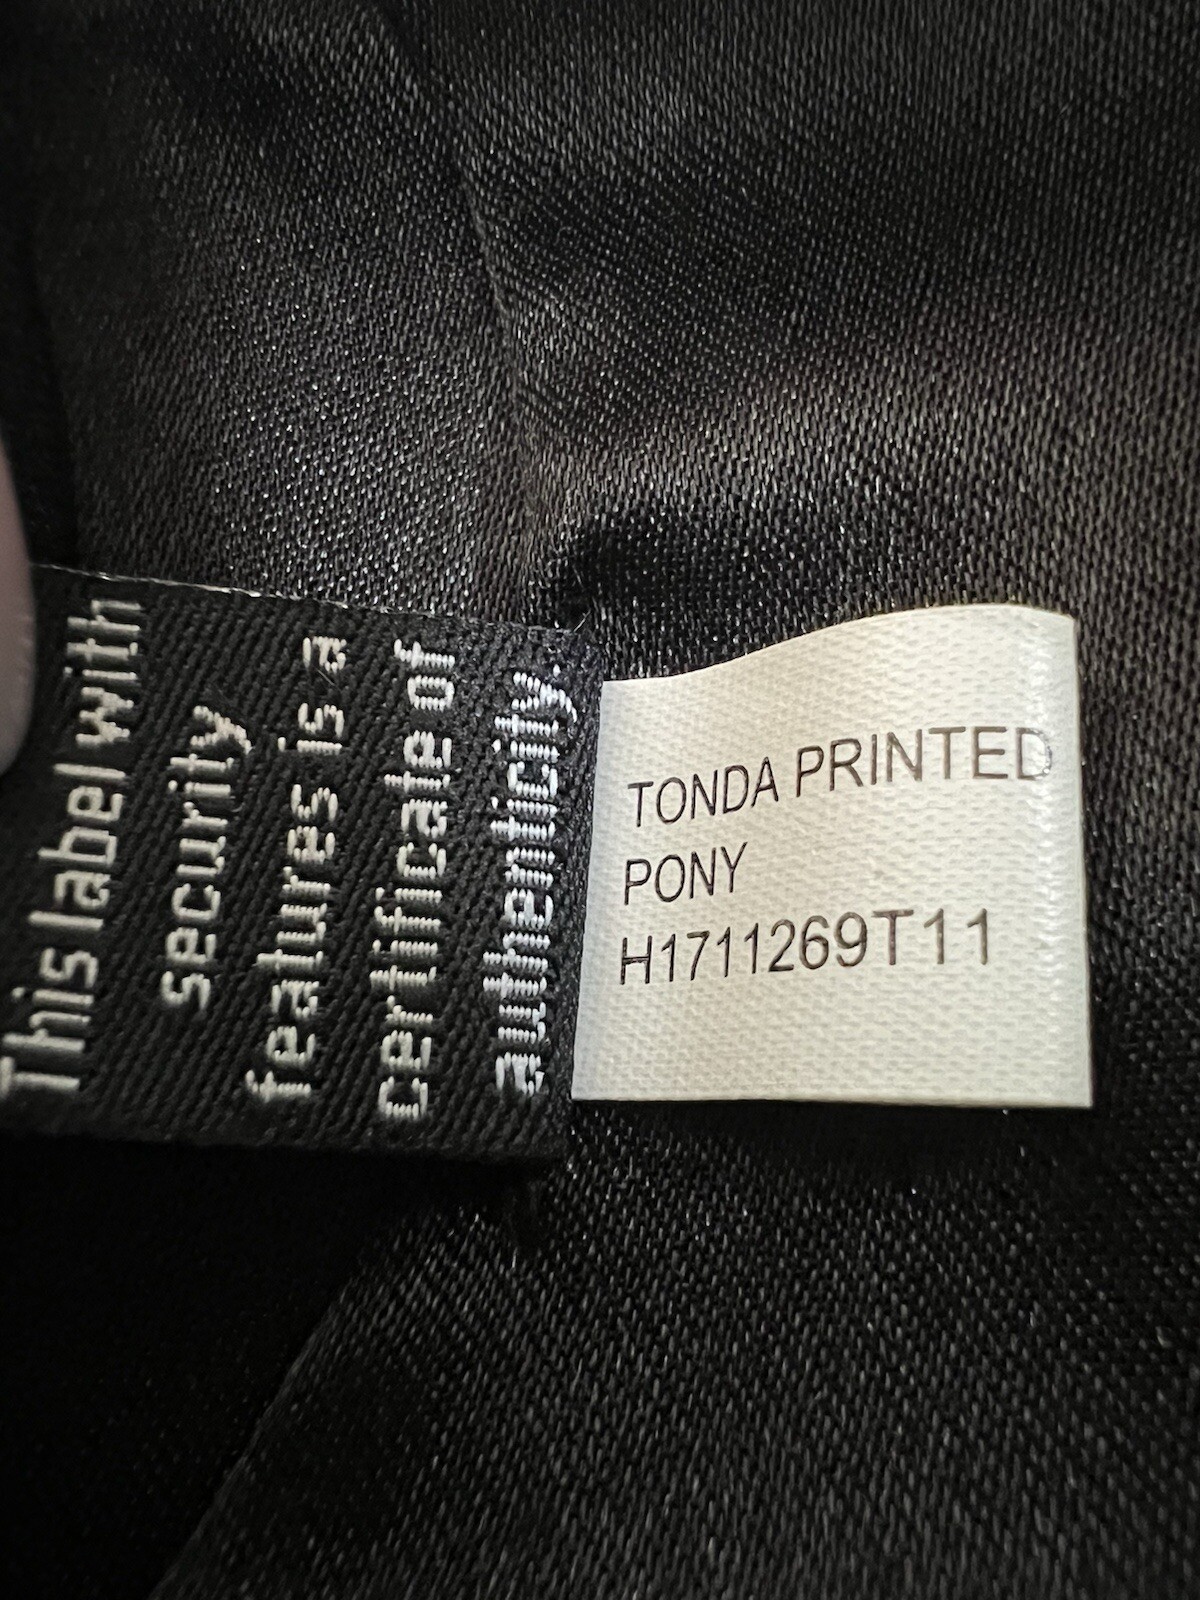 This label with
security
features is a
certificate of
authenticity.
TONDA PRINTED
PONY
H1711269T11